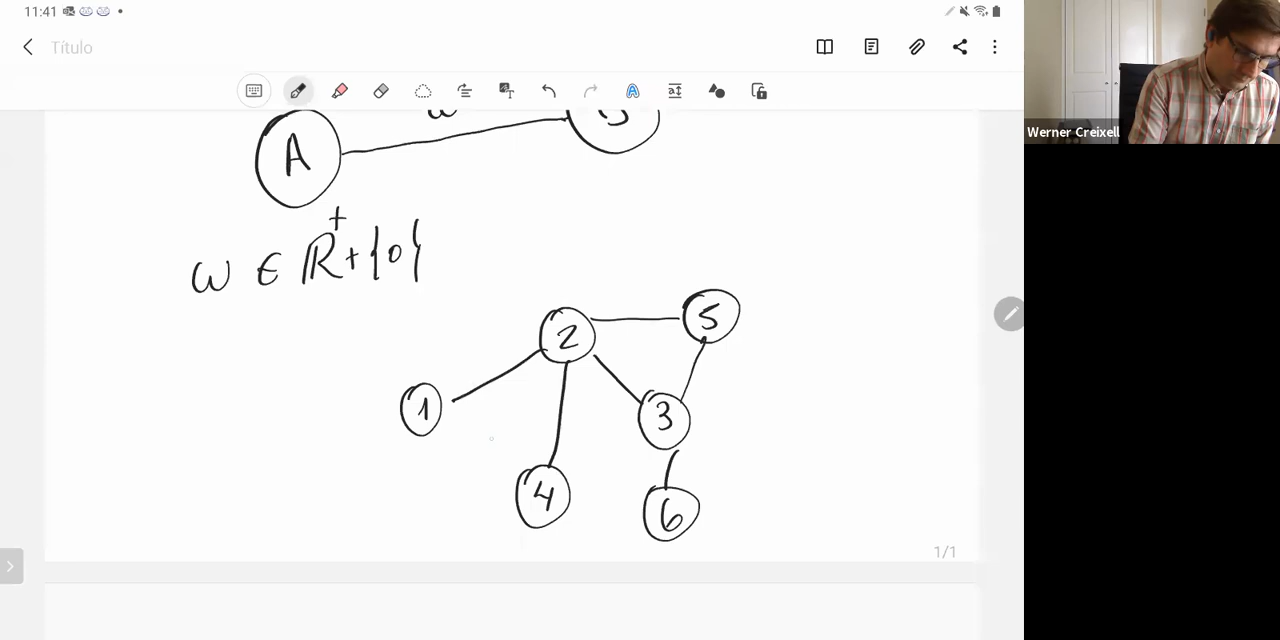 11:41
Título
ω
A
ω ∈ ℝ⁺ + {0}
2
5
1
3
4
6
1/1
Werner Creixell